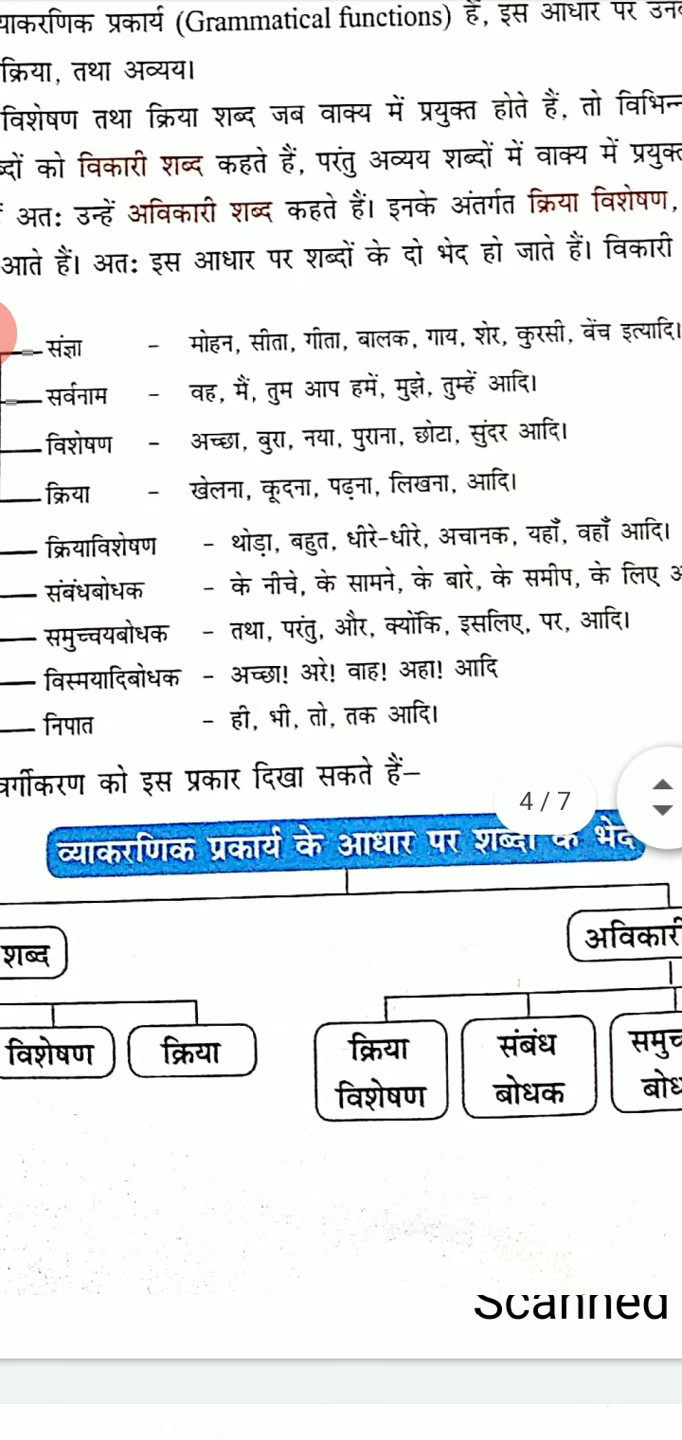 व्याकरणिक प्रकार्य (Grammatical functions) हैं, इस आधार पर
क्रिया, तथा अव्यय।
विशेषण तथा क्रिया शब्द जब वाक्य में प्रयुक्त होते हैं, तो
को विकारी शब्द कहते हैं, परंतु अव्यय शब्दों में वाक्य में
अतः उन्हें अविकारी शब्द कहते हैं। इनके अंतर्गत क्रिया विशेषण,
आते हैं। अतः इस आधार पर शब्दों के दो भेद हो जाते हैं। विकारी
संज्ञा - मोहन, सीता, गीता, बालक, गाय, शेर, कुरसी, बेंच इत्यादि।
सर्वनाम - वह, मैं, तुम आप हमें, मुझे, तुम्हें आदि।
विशेषण - अच्छा, बुरा, नया, पुराना, छोटा, सुंदर आदि।
क्रिया - खेलना, कूदना, पढ़ना, लिखना, आदि।
क्रियाविशेषण - थोड़ा, बहुत, धीरे-धीरे, अचानक, यहाँ, वहाँ आदि।
संबंधबोधक - के नीचे, के सामने, के बारे, के समीप, के लिए
समुच्चयबोधक - तथा, परंतु, और, क्योंकि, इसलिए, पर, आदि।
विस्मयादिबोधक - अच्छा! अरे! वाह! अहा! आदि
निपात - ही, भी, तो, तक आदि।
वर्गीकरण को इस प्रकार दिखा सकते हैं–
4 / 7
व्याकरणिक प्रकार्य के आधार पर शब्दों के भेद
शब्द
अविकारी
विशेषण
क्रिया
क्रिया
विशेषण
संबंध
बोधक
Scanned